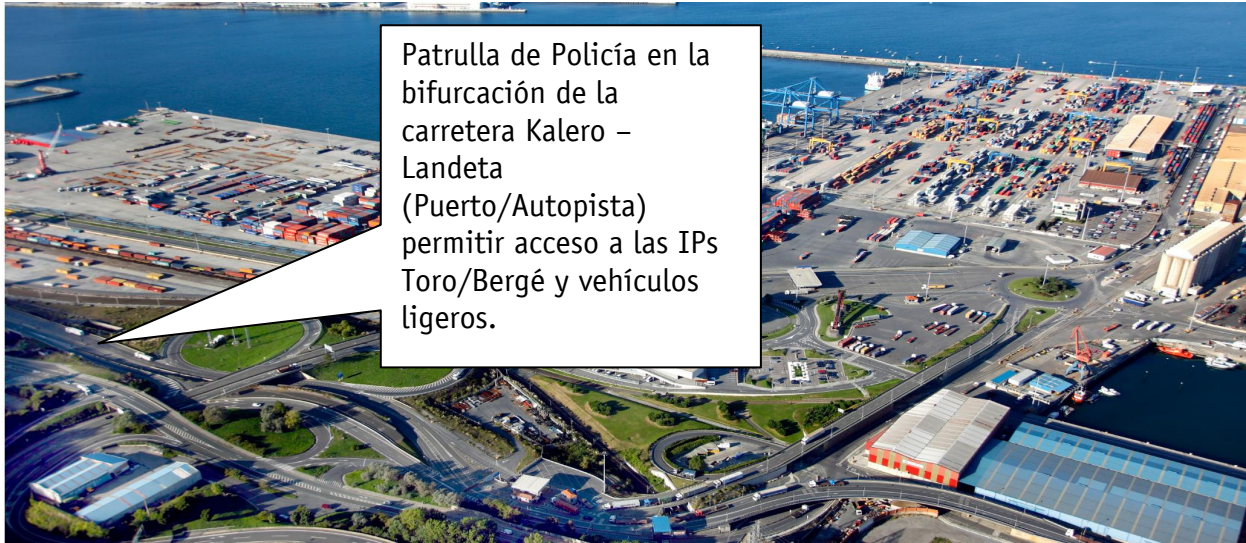 Patrulla de Policía en la
bifurcación de la
carretera Kalero –
Landeta
(Puerto/Autopista)
permitir acceso a las IPs
Toro/Bergé y vehículos
ligeros.